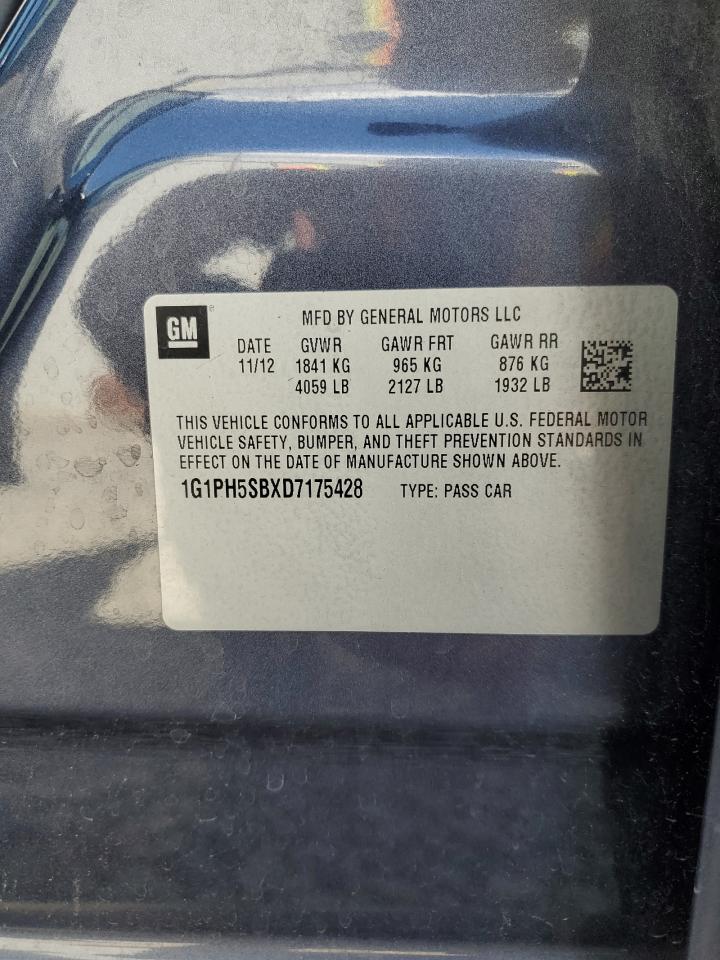 GM ®
MFD BY GENERAL MOTORS LLC
DATE GVWR GAWR FRT GAWR RR
11/12 1841 KG 965 KG 876 KG
4059 LB 2127 LB 1932 LB
THIS VEHICLE CONFORMS TO ALL APPLICABLE U.S. FEDERAL MOTOR
VEHICLE SAFETY, BUMPER, AND THEFT PREVENTION STANDARDS IN
EFFECT ON THE DATE OF MANUFACTURE SHOWN ABOVE.
1G1PH5SBXD7175428 TYPE: PASS CAR